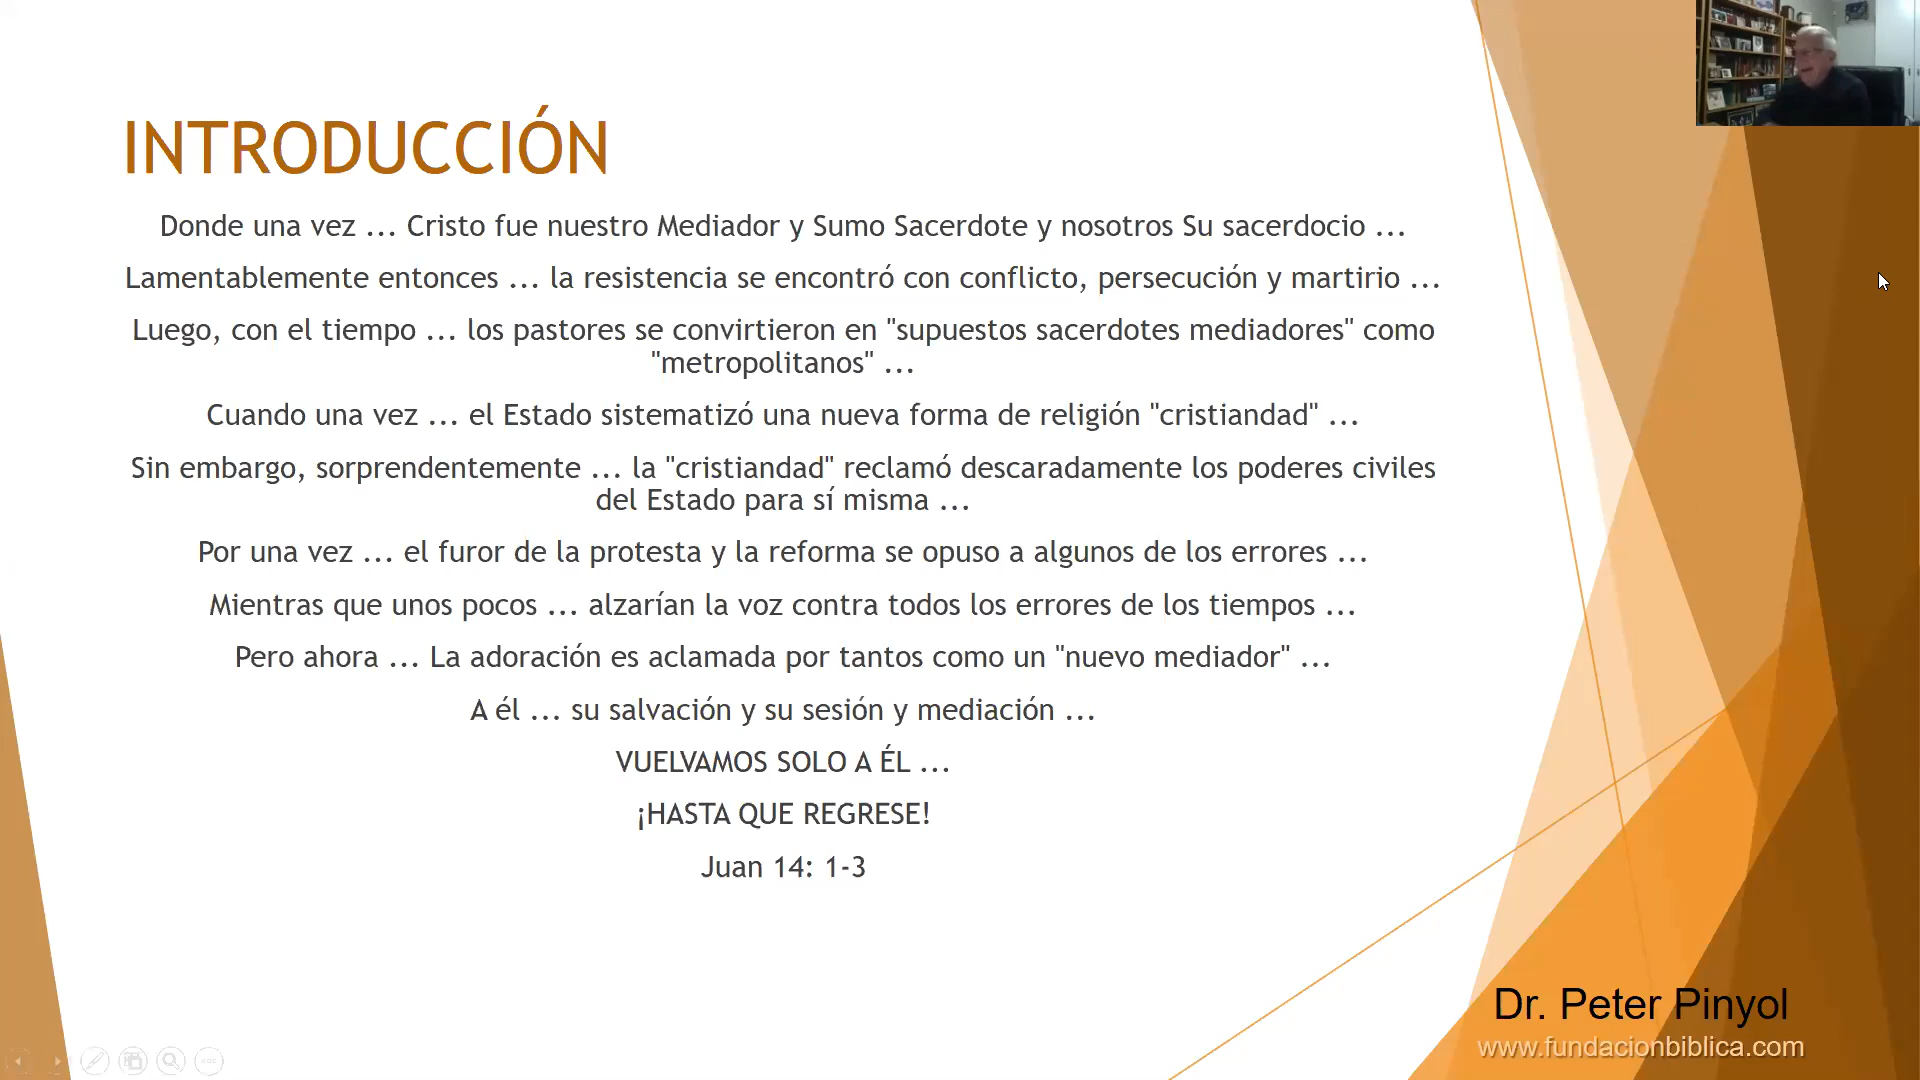 INTRODUCCIÓN
Donde una vez ... Cristo fue nuestro Mediador y Sumo Sacerdote y nosotros Su sacerdocio ...
Lamentablemente entonces ... la resistencia se encontró con conflicto, persecución y martirio ...
Luego, con el tiempo ... los pastores se convirtieron en "supuestos sacerdotes mediadores" como
"metropolitanos" ...
Cuando una vez ... el Estado sistematizó una nueva forma de religión "cristiandad" ...
Sin embargo, sorprendentemente ... la "cristiandad" reclamó descaradamente los poderes civiles
del Estado para sí misma ...
Por una vez ... el furor de la protesta y la reforma se opuso a algunos de los errores ...
Mientras que unos pocos ... alzarían la voz contra todos los errores de los tiempos ...
Pero ahora ... La adoración es aclamada por tantos como un "nuevo mediador" ...
A él ... su salvación y su sesión y mediación ...
VUELVAMOS SOLO A ÉL ...
¡HASTA QUE REGRESE!
Juan 14: 1-3
Dr. Peter Pinyol
www.fundacionbiblica.com